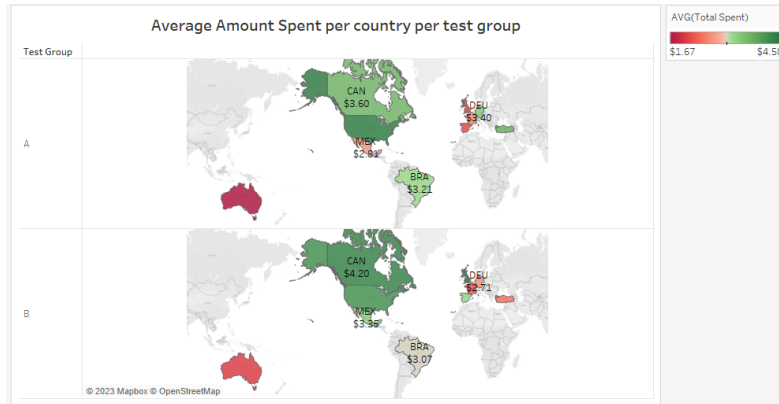 Average Amount Spent per country per test group
AVG(Total Spent)
$1.67 $4.50
Test Group
A
CAN
$3.60
DEU
$3.40
MEX
$2.81
BRA
$3.21
B
CAN
$4.20
DEU
$2.71
MEX
$3.35
BRA
$3.07
© 2023 Mapbox © OpenStreetMap